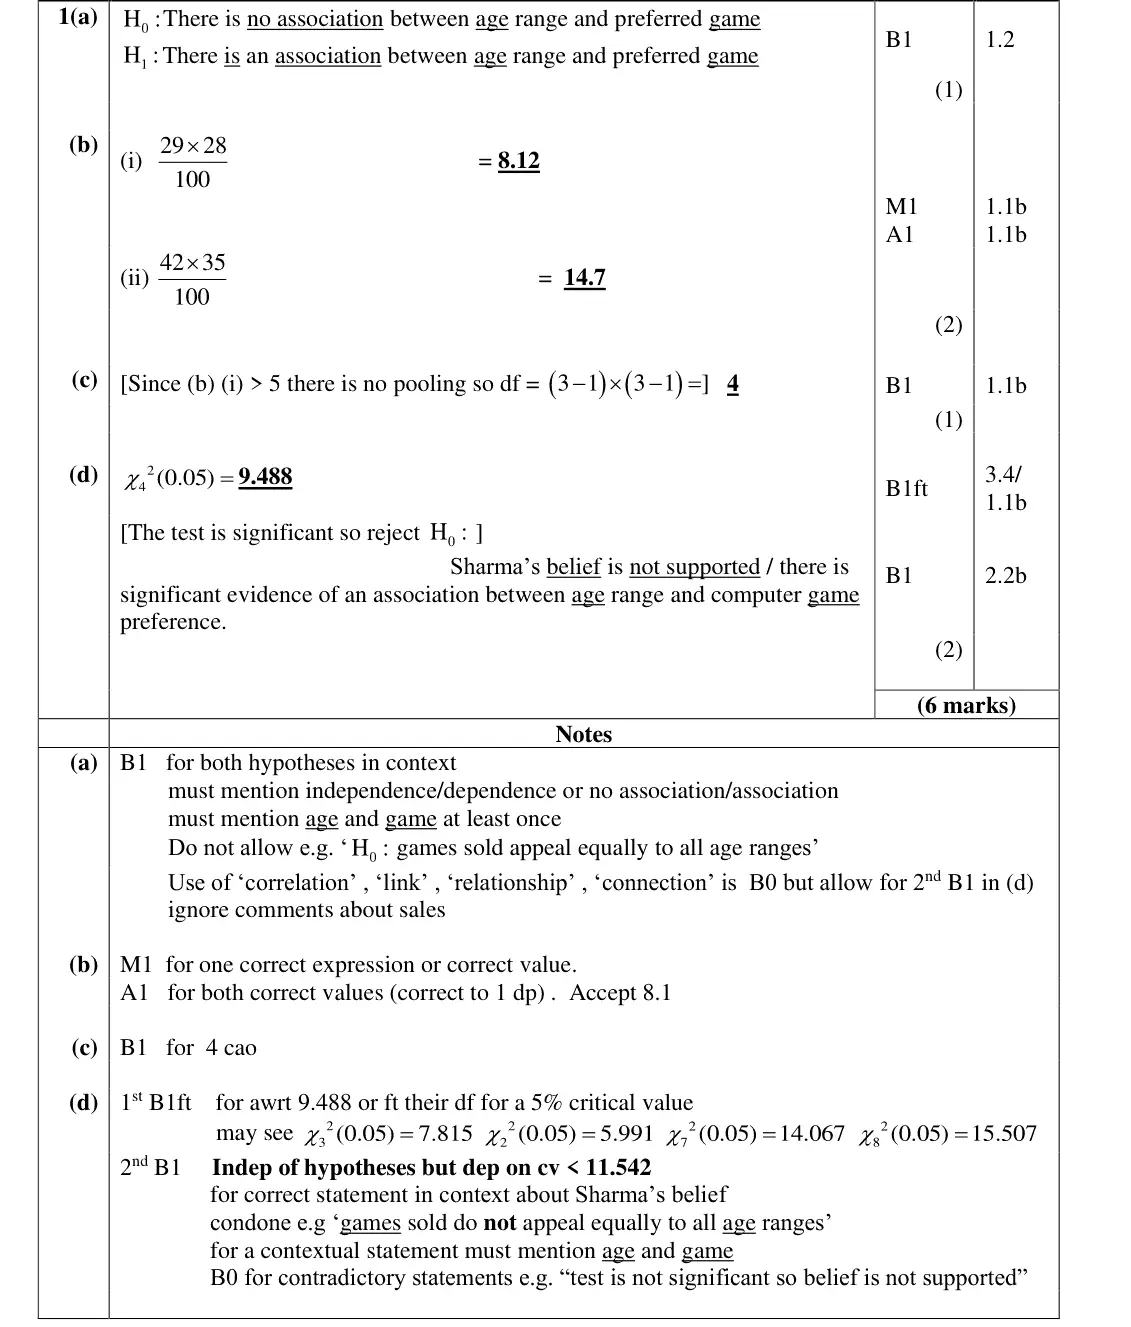 1(a) H₀ : There is no association between age range and preferred game
H₁ : There is an association between age range and preferred game
B1 1.2
(1)
(b) (i) 29×28/100 = 8.12
M1 1.1b
A1 1.1b
(ii) 42×35/100 = 14.7
(2)
(c) [Since (b) (i) > 5 there is no pooling so df = (3−1)×(3−1) =] 4 B1 1.1b
(1)
(d) χ₄²(0.05) = 9.488 B1ft 3.4/
1.1b
[The test is significant so reject H₀ : ]
Sharma’s belief is not supported / there is
significant evidence of an association between age range and computer game
preference.
B1 2.2b
(2)
(6 marks)
Notes
(a) B1 for both hypotheses in context
must mention independence/dependence or no association/association
must mention age and game at least once
Do not allow e.g. ‘ H₀ : games sold appeal equally to all age ranges’
Use of ‘correlation’ , ‘link’ , ‘relationship’ , ‘connection’ is B0 but allow for 2nd B1 in (d)
ignore comments about sales
(b) M1 for one correct expression or correct value.
A1 for both correct values (correct to 1 dp) . Accept 8.1
(c) B1 for 4 cao
(d) 1st B1ft for awrt 9.488 or ft their df for a 5% critical value
may see χ₃²(0.05) = 7.815 χ₂²(0.05) = 5.991 χ₇²(0.05) = 14.067 χ₈²(0.05) = 15.507
2nd B1 Indep of hypotheses but dep on cv < 11.542
for correct statement in context about Sharma’s belief
condone e.g ‘games sold do not appeal equally to all age ranges’
for a contextual statement must mention age and game
B0 for contradictory statements e.g. “test is not significant so belief is not supported”